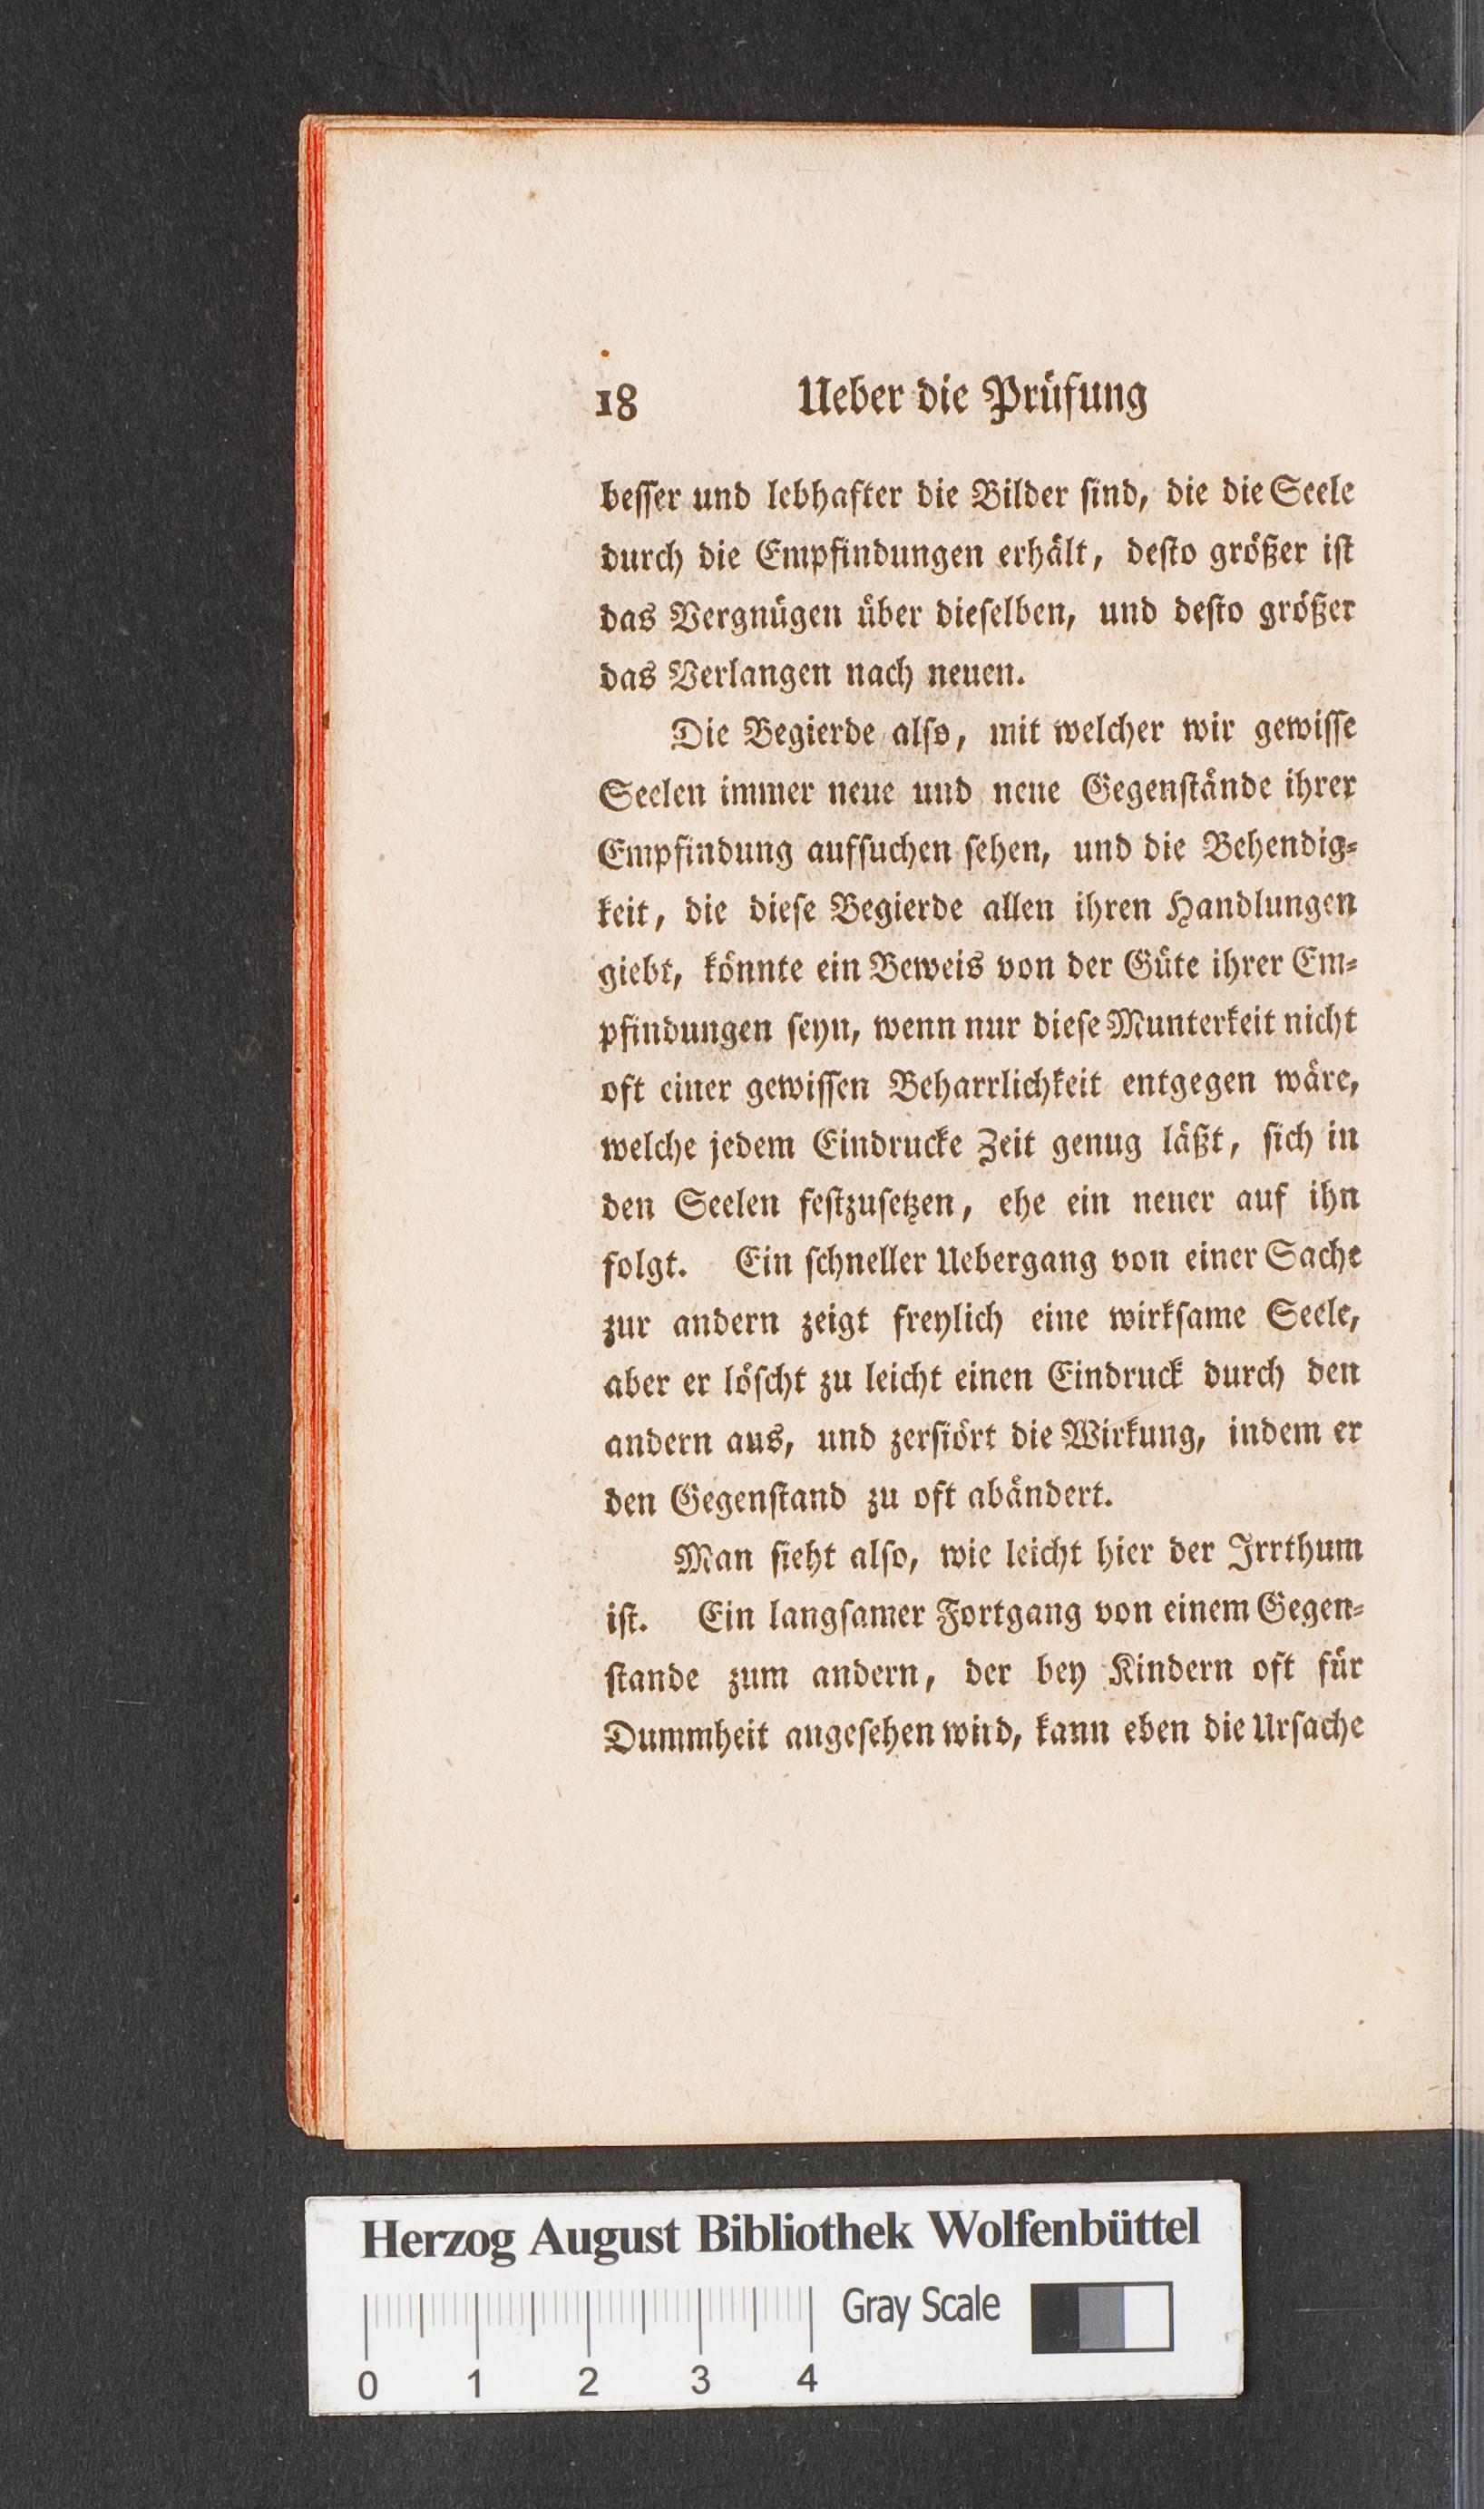 18 Ueber die Prüfung
beſſer und lebhafter die Bilder ſind, die die Seele
durch die Empfindungen erhält, deſto größer iſt
das Vergnügen über dieſelben, und deſto größer
das Verlangen nach neuen.
Die Begierde alſo, mit welcher wir gewiſſe
Seelen immer neue und neue Gegenſtände ihrer
Empfindung aufſuchen ſehen, und die Behendig⸗
keit, die dieſe Begierde allen ihren Handlungen
giebt, könnte ein Beweis von der Güte ihrer Em⸗
pfindungen ſeyn, wenn nur dieſe Munterkeit nicht
oft einer gewiſſen Beharrlichkeit entgegen wäre,
welche jedem Eindrucke Zeit genug läßt, ſich in
den Seelen feſtzuſetzen, ehe ein neuer auf ihn
folgt. Ein ſchneller Uebergang von einer Sache
zur andern zeigt freylich eine wirkſame Seele,
aber er löſcht zu leicht einen Eindruck durch den
andern aus, und zerſtört die Wirkung, indem er
den Gegenſtand zu oft abändert.
Man ſieht alſo, wie leicht hier der Irrthum
iſt. Ein langſamer Fortgang von einem Gegen⸗
ſtande zum andern, der bey Kindern oft für
Dummheit angeſehen wird, kann eben die Urſache
Herzog August Bibliothek Wolfenbüttel
Gray Scale
0 1 2 3 4